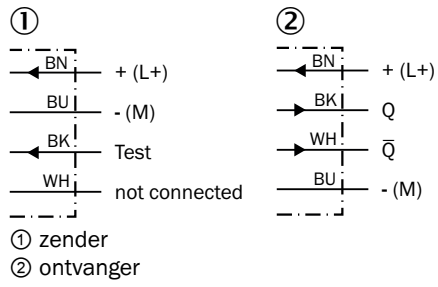 ①
BN + (L+)
BU - (M)
BK Test
WH not connected
②
BN + (L+)
BK Q
WH Q̅
BU - (M)
① zender
② ontvanger